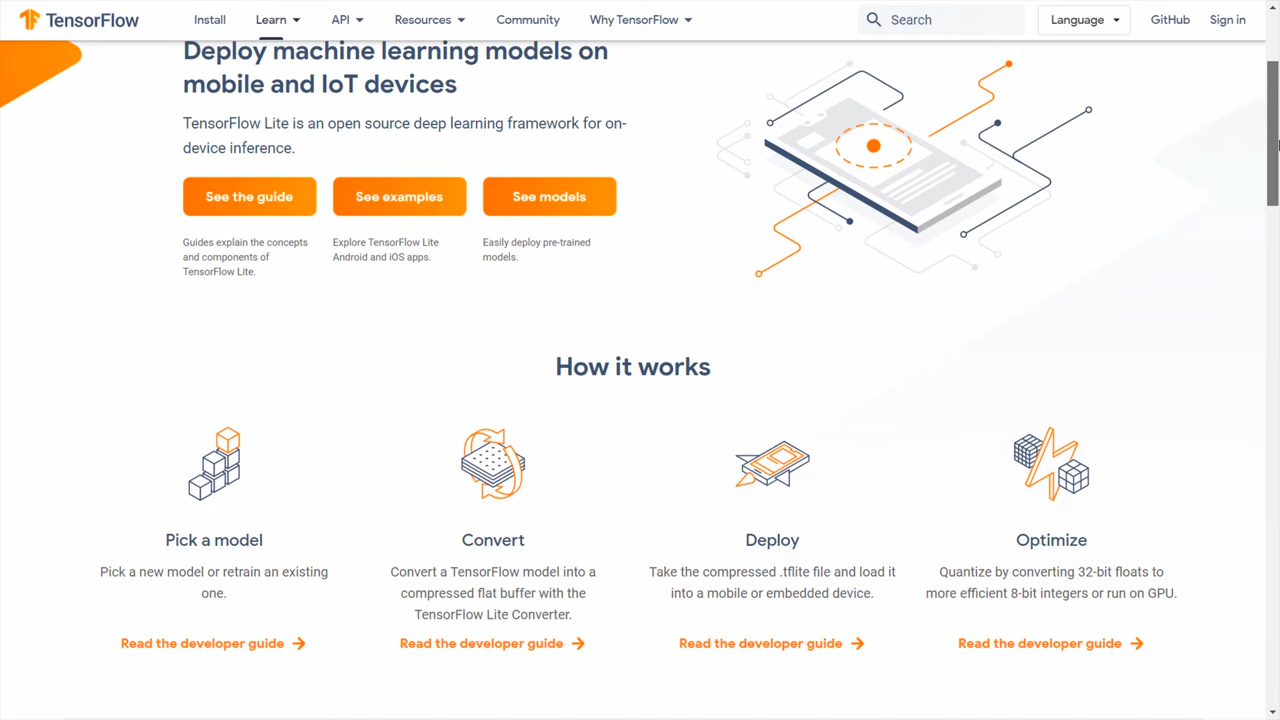 TensorFlow Install Learn API Resources Community Why TensorFlow Search Language GitHub Sign in
Deploy machine learning models on
mobile and IoT devices
TensorFlow Lite is an open source deep learning framework for on-
device inference.
See the guide See examples See models
Guides explain the concepts
and components of
TensorFlow Lite.
Explore TensorFlow Lite
Android and iOS apps.
Easily deploy pre-trained
models.
How it works
Pick a model
Pick a new model or retrain an existing
one.
Read the developer guide
Convert
Convert a TensorFlow model into a
compressed flat buffer with the
TensorFlow Lite Converter.
Read the developer guide
Deploy
Take the compressed .tflite file and load it
into a mobile or embedded device.
Read the developer guide
Optimize
Quantize by converting 32-bit floats to
more efficient 8-bit integers or run on GPU.
Read the developer guide